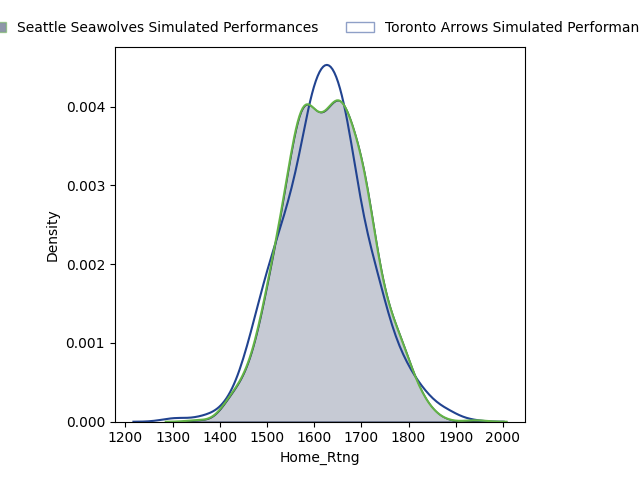 Seattle Seawolves Simulated Performances Toronto Arrows Simulated
0.004
0.003
0.002
0.001
0.000
Density
1200 1300 1400 1500 1600 1700 1800 1900 2000
Home_Rtng